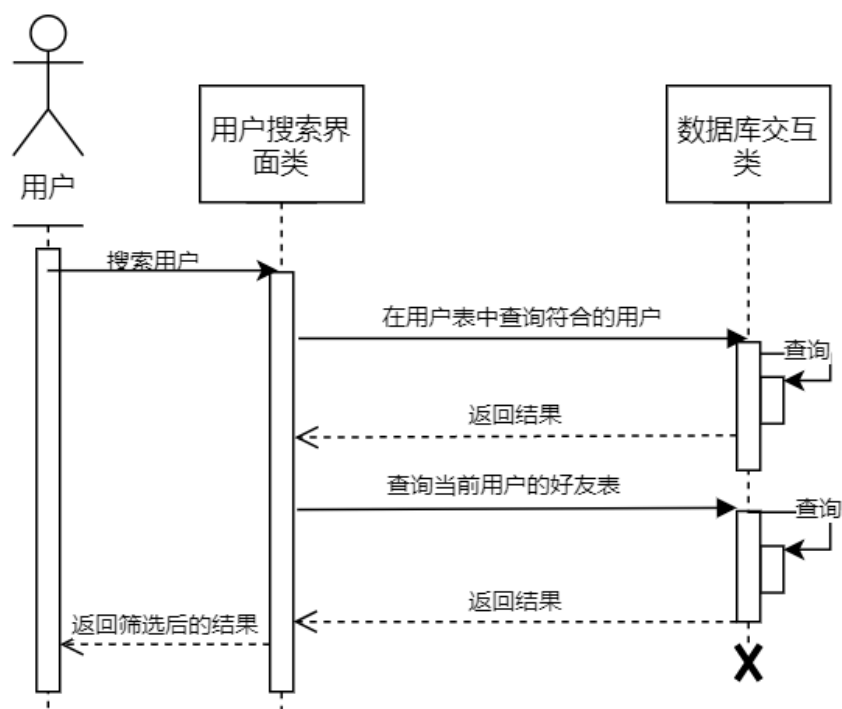 用户搜索界
面类
数据库交互
类
用户
搜索用户
在用户表中查询符合的用户
查询
返回结果
查询当前用户的好友表
查询
返回结果
返回筛选后的结果